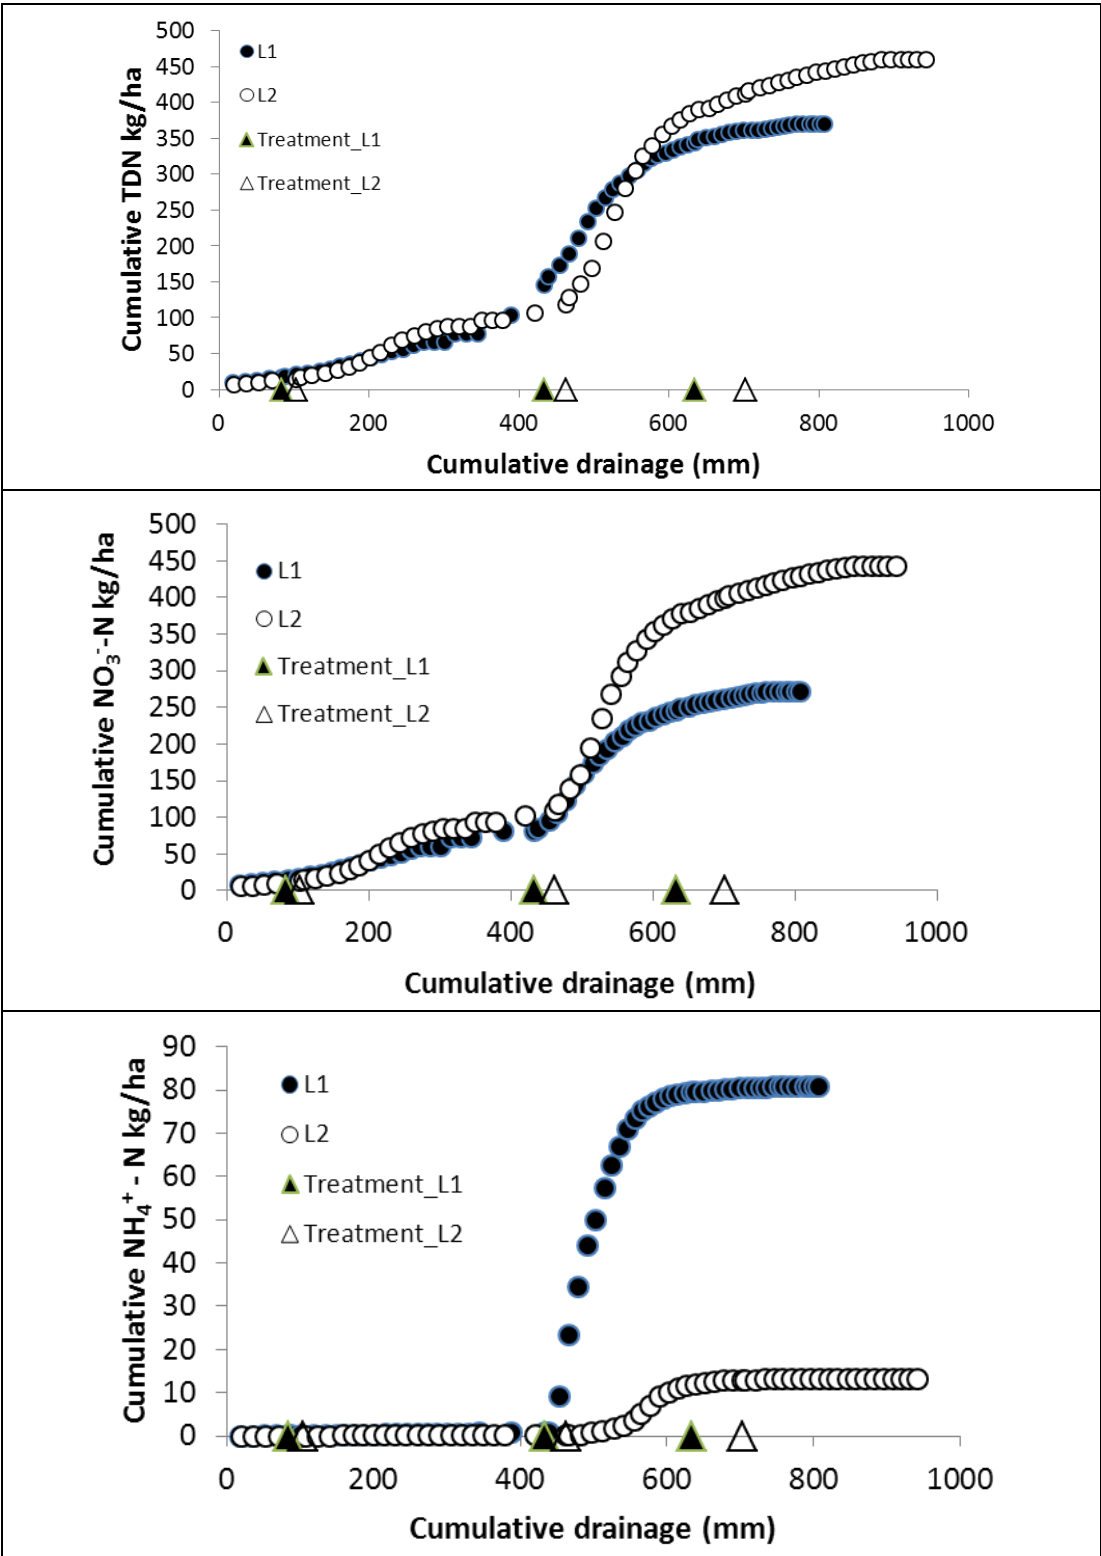 500
450
400
350
300
250
200
150
100
50
0
Cumulative TDN kg/ha
L1
L2
Treatment_L1
Treatment_L2
0 200 400 600 800 1000
Cumulative drainage (mm)
500
450
400
350
300
250
200
150
100
50
0
Cumulative NO₃⁻-N kg/ha
L1
L2
Treatment_L1
Treatment_L2
0 200 400 600 800 1000
Cumulative drainage (mm)
90
80
70
60
50
40
30
20
10
0
Cumulative NH₄⁺ - N kg/ha
L1
L2
Treatment_L1
Treatment_L2
0 200 400 600 800 1000
Cumulative drainage (mm)